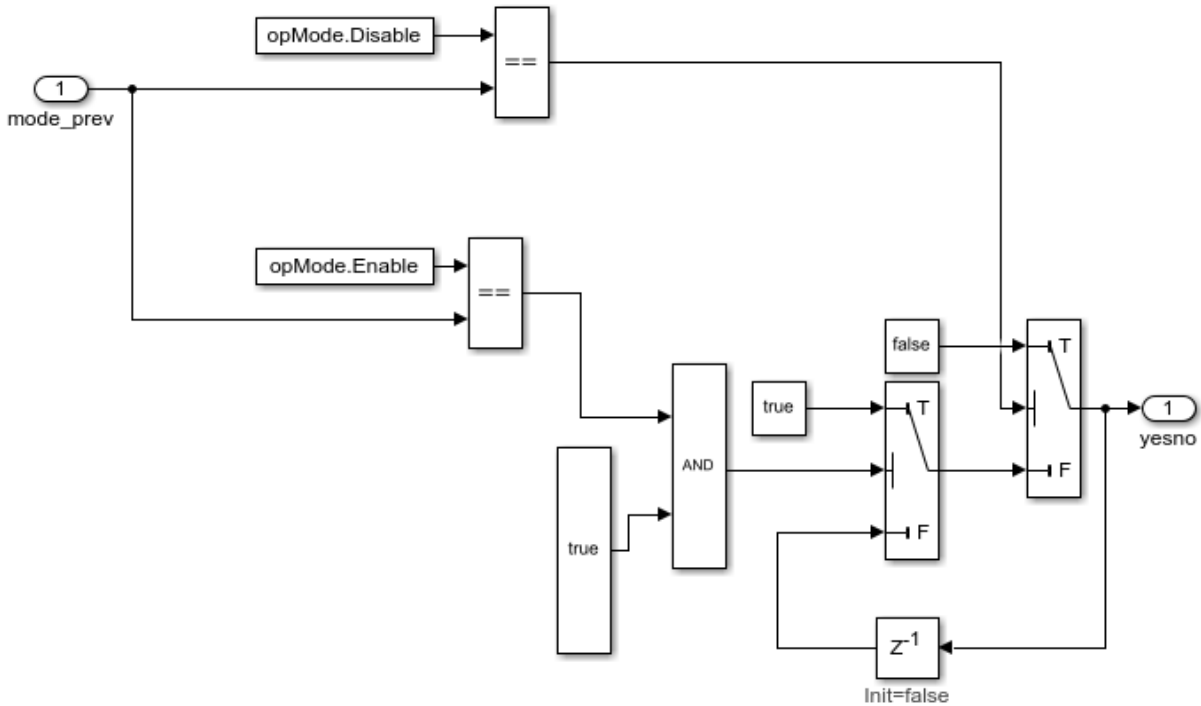 opMode.Disable
==
1
mode_prev
opMode.Enable
==
false
T
true
T
1
yesno
AND
F
F
true
Z-1
Init=false